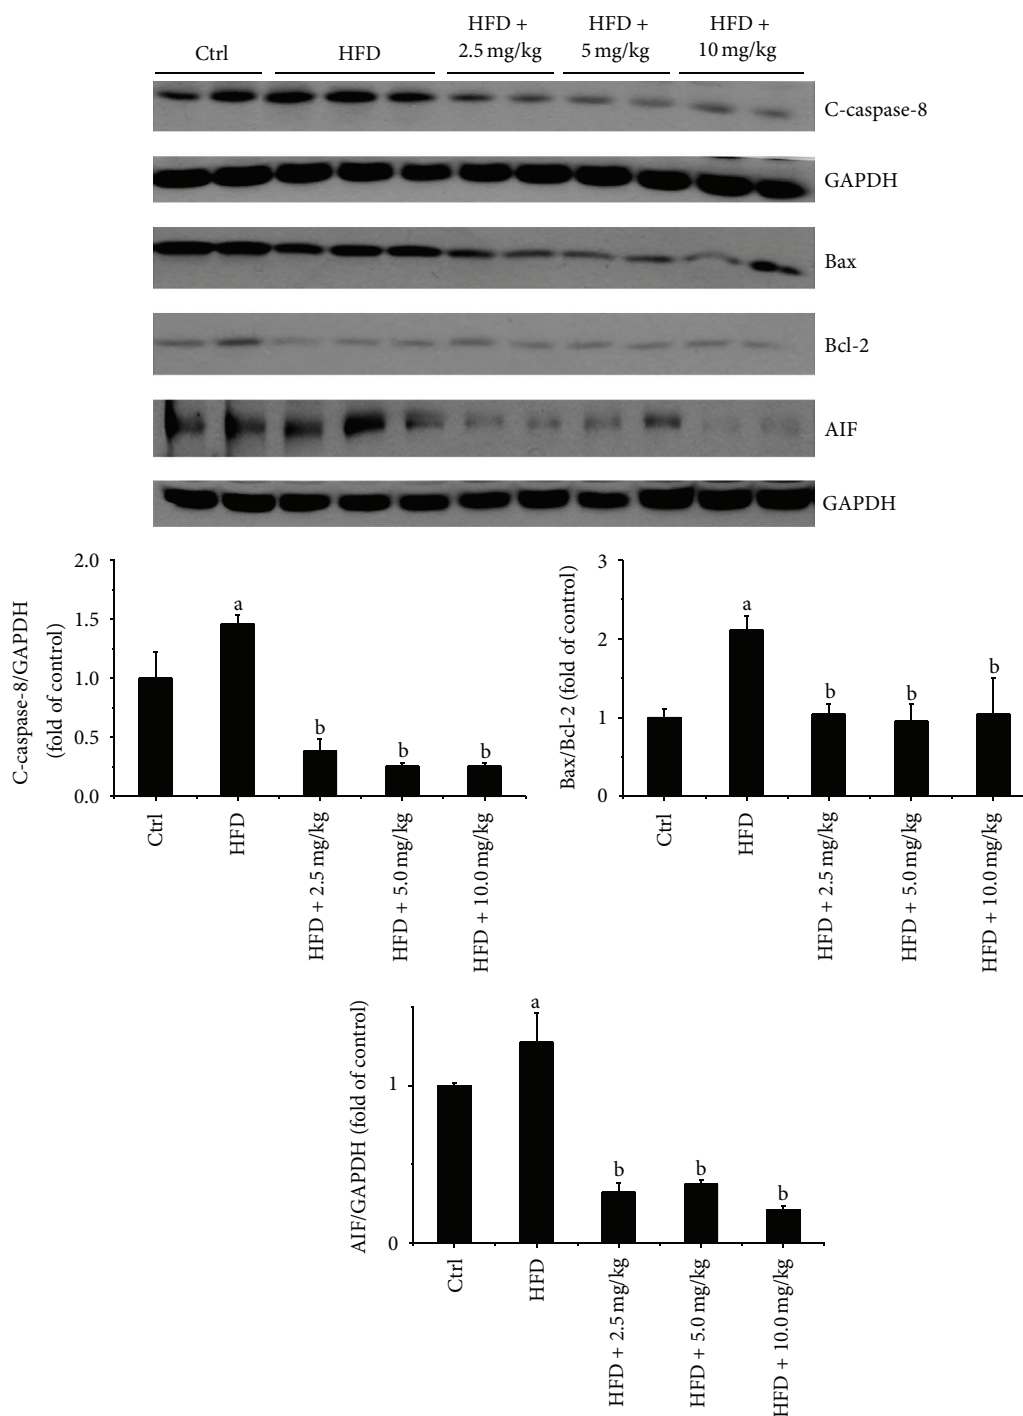 Ctrl
HFD
HFD +
2.5 mg/kg
HFD +
5 mg/kg
HFD +
10 mg/kg
C-caspase-8
GAPDH
Bax
Bcl-2
AIF
GAPDH
C-caspase-8/GAPDH
(fold of control)
2.0
1.5
1.0
0.5
0.0
a
b
b
b
Ctrl
HFD
HFD + 2.5 mg/kg
HFD + 5.0 mg/kg
HFD + 10.0 mg/kg
Bax/Bcl-2 (fold of control)
3
2
1
0
a
b
b
b
Ctrl
HFD
HFD + 2.5 mg/kg
HFD + 5.0 mg/kg
HFD + 10.0 mg/kg
AIF/GAPDH (fold of control)
1
0
a
b
b
b
Ctrl
HFD
HFD + 2.5 mg/kg
HFD + 5.0 mg/kg
HFD + 10.0 mg/kg